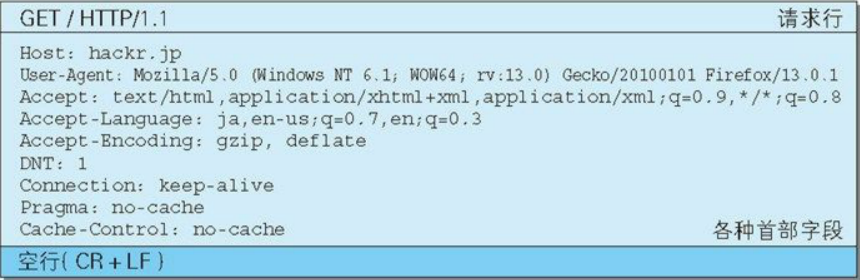 GET / HTTP/1.1 请求行
Host: hackr.jp
User-Agent: Mozilla/5.0 (Windows NT 6.1; WOW64; rv:13.0) Gecko/20100101 Firefox/13.0.1
Accept: text/html,application/xhtml+xml,application/xml;q=0.9,*/*;q=0.8
Accept-Language: ja,en-us;q=0.7,en;q=0.3
Accept-Encoding: gzip, deflate
DNT: 1
Connection: keep-alive
Pragma: no-cache
Cache-Control: no-cache 各种首部字段
空行( CR + LF )